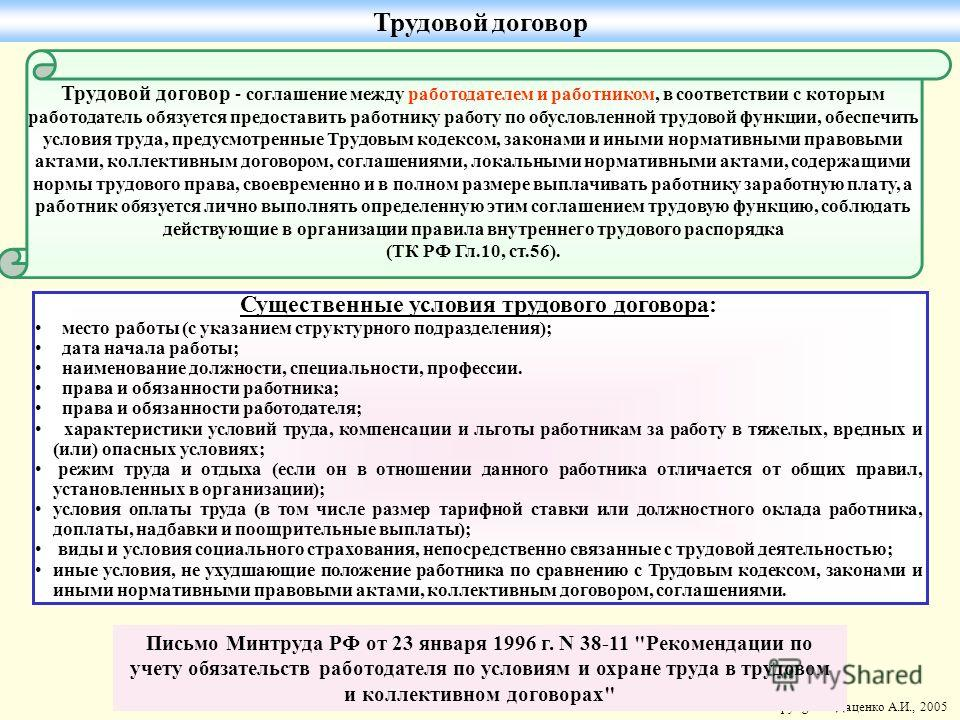 Трудовой договор
Трудовой договор - соглашение между работодателем и работником, в соответствии с которым
работодатель обязуется предоставить работнику работу по обусловленной трудовой функции, обеспечить
условия труда, предусмотренные Трудовым кодексом, законами и иными нормативными правовыми
актами, коллективным договором, соглашениями, локальными нормативными актами, содержащими
нормы трудового права, своевременно и в полном размере выплачивать работнику заработную плату, а
работник обязуется лично выполнять определенную этим соглашением трудовую функцию, соблюдать
действующие в организации правила внутреннего трудового распорядка
(ТК РФ Гл.10, ст.56).
Существенные условия трудового договора:
• место работы (с указанием структурного подразделения);
• дата начала работы;
• наименование должности, специальности, профессии.
• права и обязанности работника;
• права и обязанности работодателя;
• характеристики условий труда, компенсации и льготы работникам за работу в тяжелых, вредных и
(или) опасных условиях;
• режим труда и отдыха (если он в отношении данного работника отличается от общих правил,
установленных в организации);
• условия оплаты труда (в том числе размер тарифной ставки или должностного оклада работника,
доплаты, надбавки и поощрительные выплаты);
• виды и условия социального страхования, непосредственно связанные с трудовой деятельностью;
• иные условия, не ухудшающие положение работника по сравнению с Трудовым кодексом, законами и
иными нормативными правовыми актами, коллективным договором, соглашениями.
Письмо Минтруда РФ от 23 января 1996 г. N 38-11 "Рекомендации по
учету обязательств работодателя по условиям и охране труда в трудовом
и коллективном договорах"
MyShared
А.И., 2005